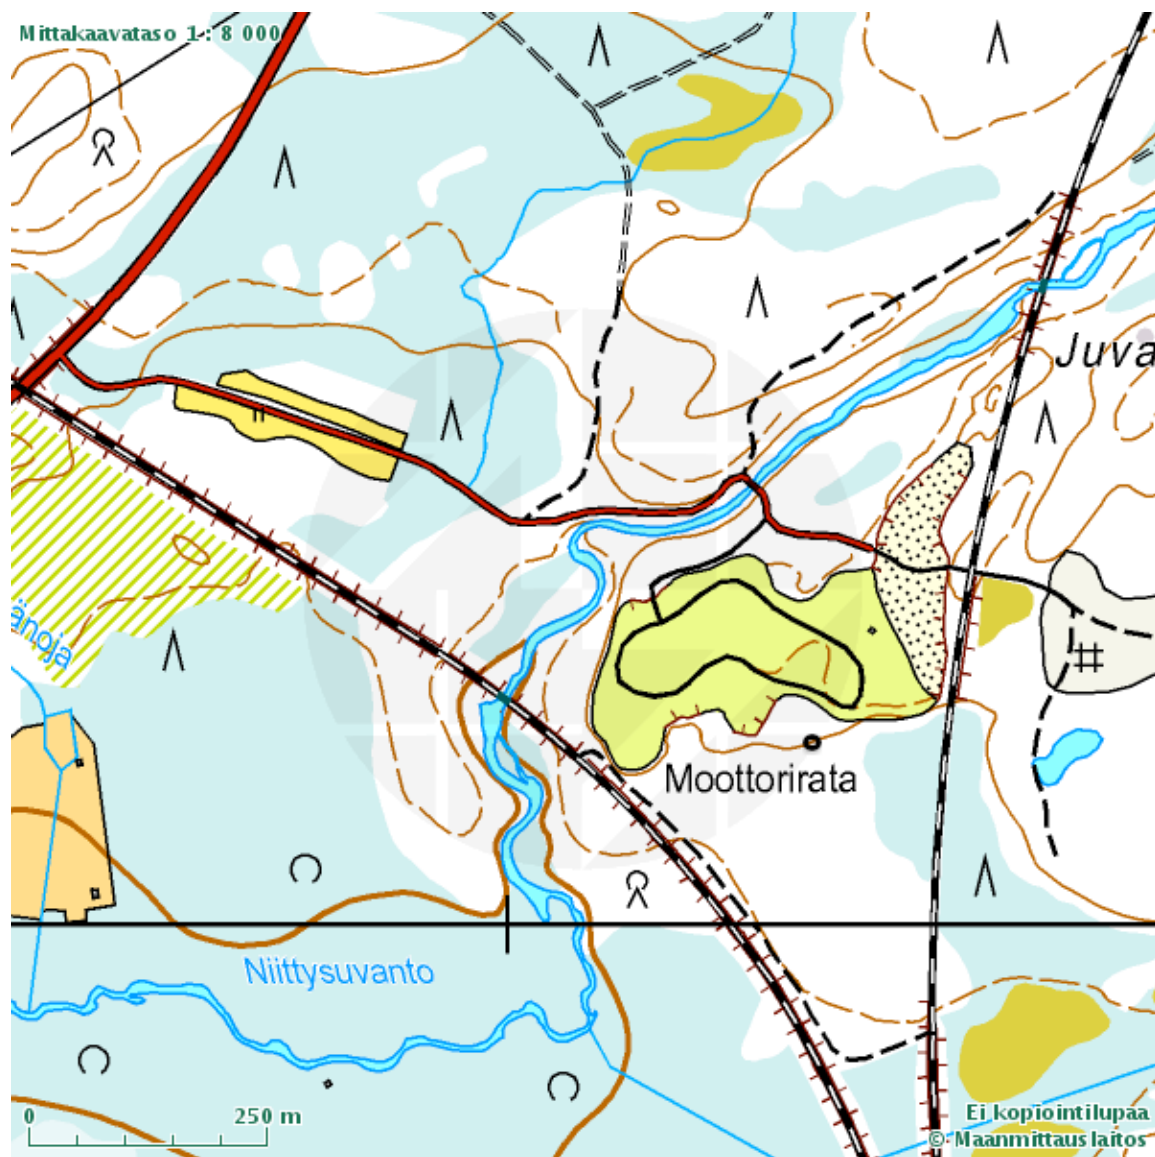 Mittakaavataso 1 : 8 000
Juva
änoja
Moottorirata
Niittysuvanto
0 250 m
Ei kopiointilupaa
© Maanmittauslaitos